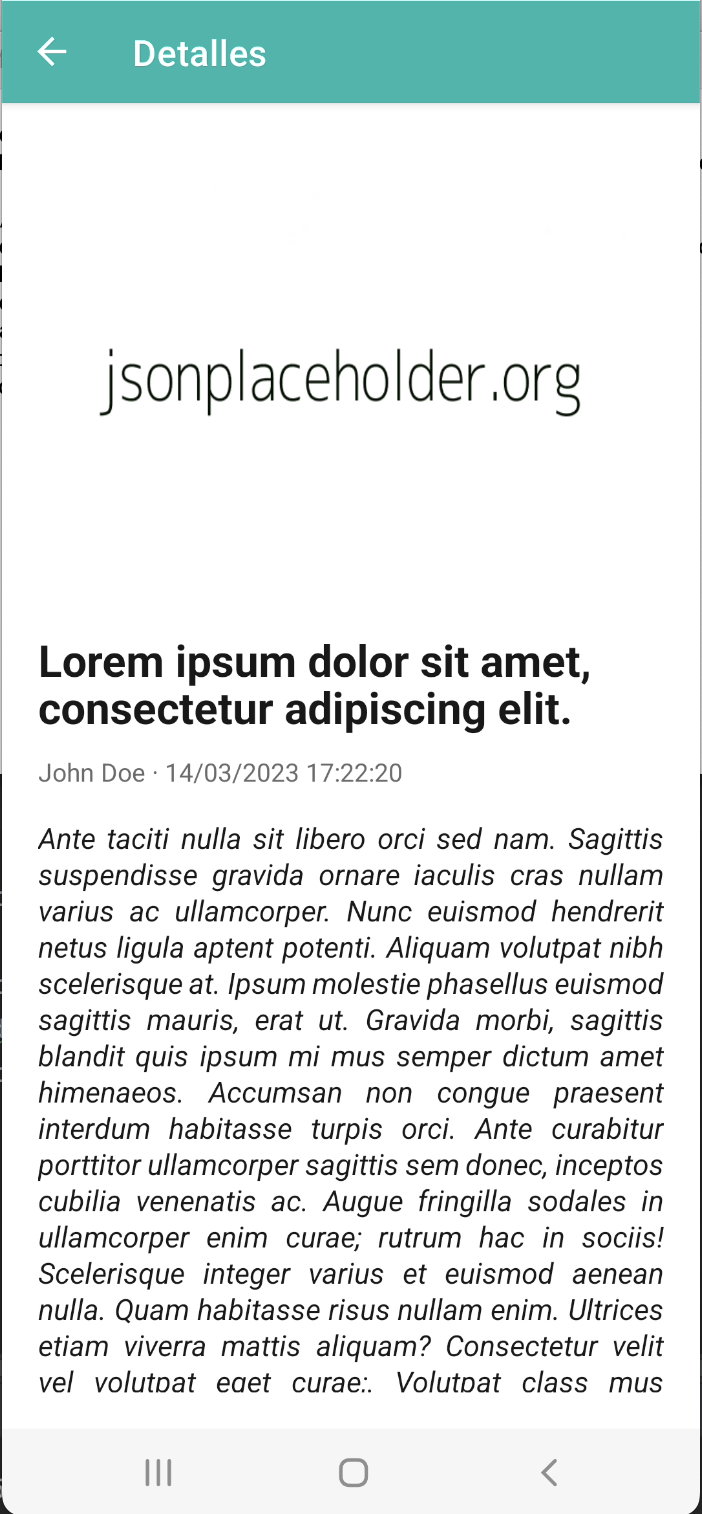 Detalles
jsonplaceholder.org
Lorem ipsum dolor sit amet,
consectetur adipiscing elit.
John Doe · 14/03/2023 17:22:20
Ante taciti nulla sit libero orci sed nam. Sagittis
suspendisse gravida ornare iaculis cras nullam
varius ac ullamcorper. Nunc euismod hendrerit
netus ligula aptent potenti. Aliquam volutpat nibh
scelerisque at. Ipsum molestie phasellus euismod
sagittis mauris, erat ut. Gravida morbi, sagittis
blandit quis ipsum mi mus semper dictum amet
himenaeos. Accumsan non congue praesent
interdum habitasse turpis orci. Ante curabitur
porttitor ullamcorper sagittis sem donec, inceptos
cubilia venenatis ac. Augue fringilla sodales in
ullamcorper enim curae; rutrum hac in sociis!
Scelerisque integer varius et euismod aenean
nulla. Quam habitasse risus nullam enim. Ultrices
etiam viverra mattis aliquam? Consectetur velit
vel volutpat eget curae;. Volutpat class mus